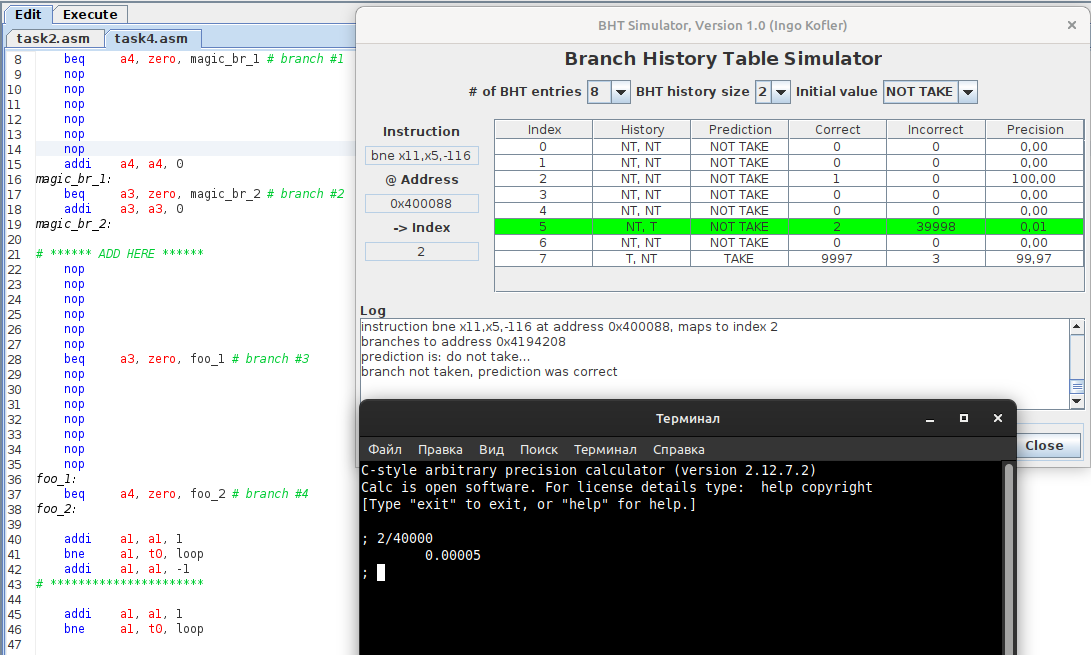 Edit Execute
task2.asm task4.asm
8 beq a4, zero, magic_br_1 # branch #1
9 nop
10 nop
11 nop
12 nop
13 nop
14 nop
15 addi a4, a4, 0
16 magic_br_1:
17 beq a3, zero, magic_br_2 # branch #2
18 addi a3, a3, 0
19 magic_br_2:
20
21 # ****** ADD HERE ******
22 nop
23 nop
24 nop
25 nop
26 nop
27 nop
28 beq a3, zero, foo_1 # branch #3
29 nop
30 nop
31 nop
32 nop
33 nop
34 nop
35 nop
36 foo_1:
37 beq a4, zero, foo_2 # branch #4
38 foo_2:
39
40 addi a1, a1, 1
41 bne a1, t0, loop
42 addi a1, a1, -1
43 # **********************
44
45 addi a1, a1, 1
46 bne a1, t0, loop
47
BHT Simulator, Version 1.0 (Ingo Kofler)
Branch History Table Simulator
# of BHT entries 8 BHT history size 2 Initial value NOT TAKE
Instruction
bne x11,x5,-116
@ Address
0x400088
-> Index
2
Index History Prediction Correct Incorrect Precision
0 NT, NT NOT TAKE 0 0 0,00
1 NT, NT NOT TAKE 0 0 0,00
2 NT, NT NOT TAKE 1 0 100,00
3 NT, NT NOT TAKE 0 0 0,00
4 NT, NT NOT TAKE 0 0 0,00
5 NT, T NOT TAKE 2 39998 0,01
6 NT, NT NOT TAKE 0 0 0,00
7 T, NT TAKE 9997 3 99,97
Log
instruction bne x11,x5,-116 at address 0x400088, maps to index 2
branches to address 0x4194208
prediction is: do not take...
branch not taken, prediction was correct
Close
Терминал
Файл Правка Вид Поиск Терминал Справка
C-style arbitrary precision calculator (version 2.12.7.2)
Calc is open software. For license details type:  help copyright
[Type "exit" to exit, or "help" for help.]
; 2/40000
0.00005
;